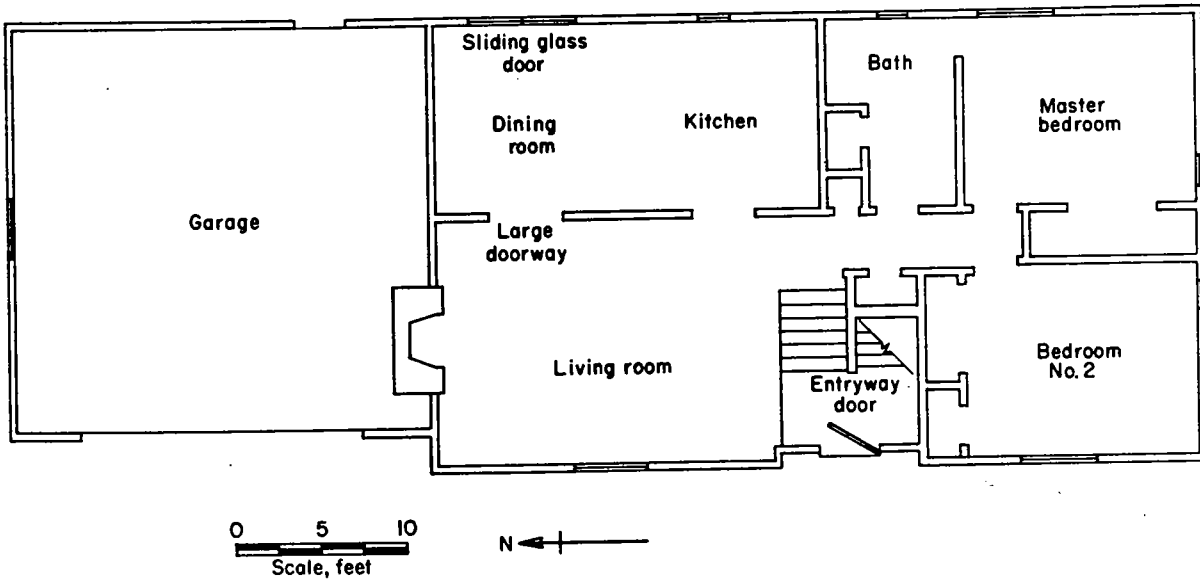 Sliding glass
door
Bath
Master
bedroom
Dining
room
Kitchen
Garage
Large
doorway
Living room
Entryway
door
Bedroom
No. 2
0 5 10
Scale, feet
N